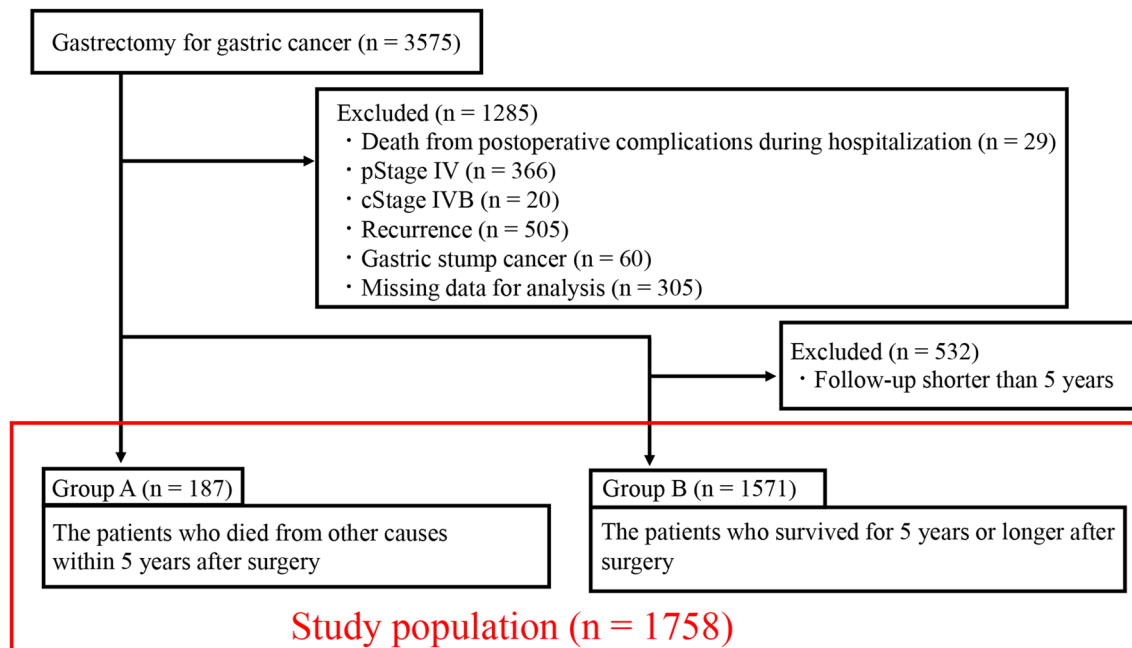 Gastrectomy for gastric cancer (n = 3575)
Excluded (n = 1285)
・Death from postoperative complications during hospitalization (n = 29)
・pStage IV (n = 366)
・cStage IVB (n = 20)
・Recurrence (n = 505)
・Gastric stump cancer (n = 60)
・Missing data for analysis (n = 305)
Excluded (n = 532)
・Follow-up shorter than 5 years
Group A (n = 187)
The patients who died from other causes
within 5 years after surgery
Group B (n = 1571)
The patients who survived for 5 years or longer after
surgery
Study population (n = 1758)